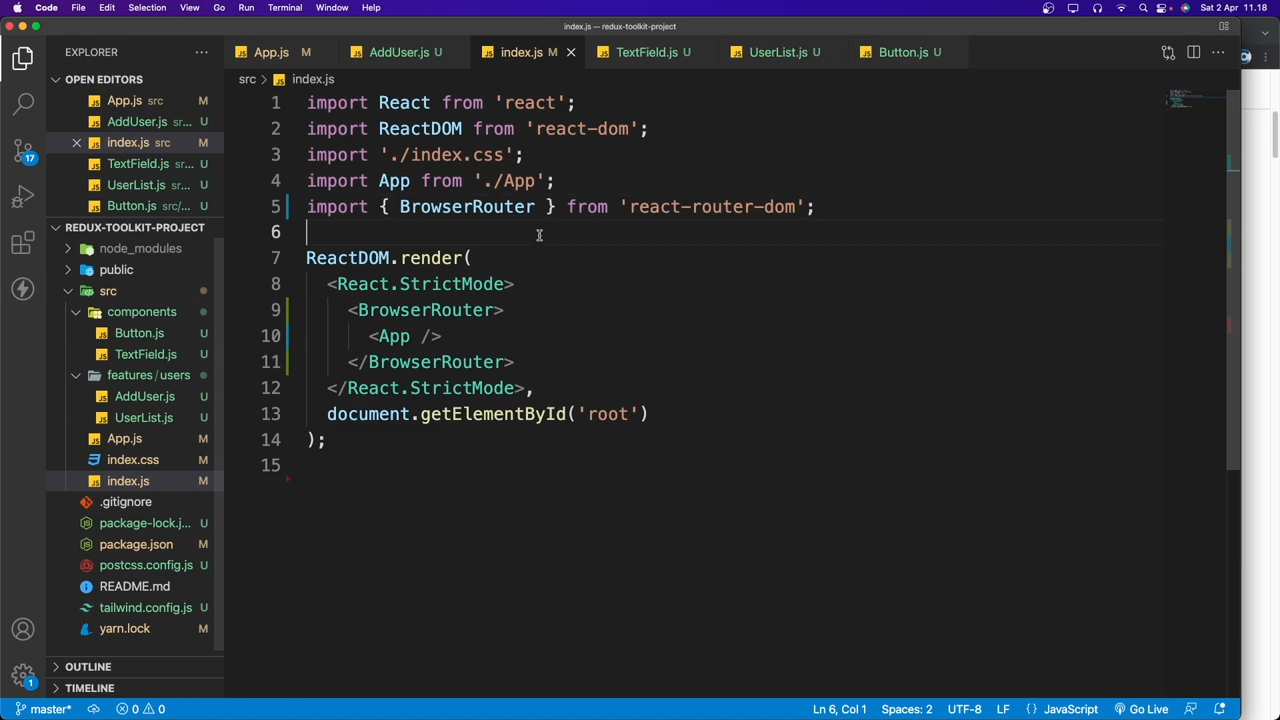 Code File Edit Selection View Go Run Terminal Window Help Sat 2 Apr 11.18
index.js — redux-toolkit-project
EXPLORER ...
App.js M AddUser.js U index.js M TextField.js U UserList.js U Button.js U
OPEN EDITORS
App.js src M
AddUser.js sr... U
index.js src M
TextField.js sr... U
UserList.js sr... U
Button.js src/... U
REDUX-TOOLKIT-PROJECT
node_modules
public
src
components
Button.js U
TextField.js U
features/users
AddUser.js U
UserList.js U
App.js M
index.css M
index.js M
.gitignore
package-lock.j... U
package.json M
postcss.config.js U
README.md
tailwind.config.js U
yarn.lock M
OUTLINE
TIMELINE
17
1
src > index.js
1 import React from 'react';
2 import ReactDOM from 'react-dom';
3 import './index.css';
4 import App from './App';
5 import { BrowserRouter } from 'react-router-dom';
6
7 ReactDOM.render(
8 <React.StrictMode>
9 <BrowserRouter>
10 <App />
11 </BrowserRouter>
12 </React.StrictMode>,
13 document.getElementById('root')
14 );
15
master* 0 0 Ln 6, Col 1 Spaces: 2 UTF-8 LF {} JavaScript Go Live